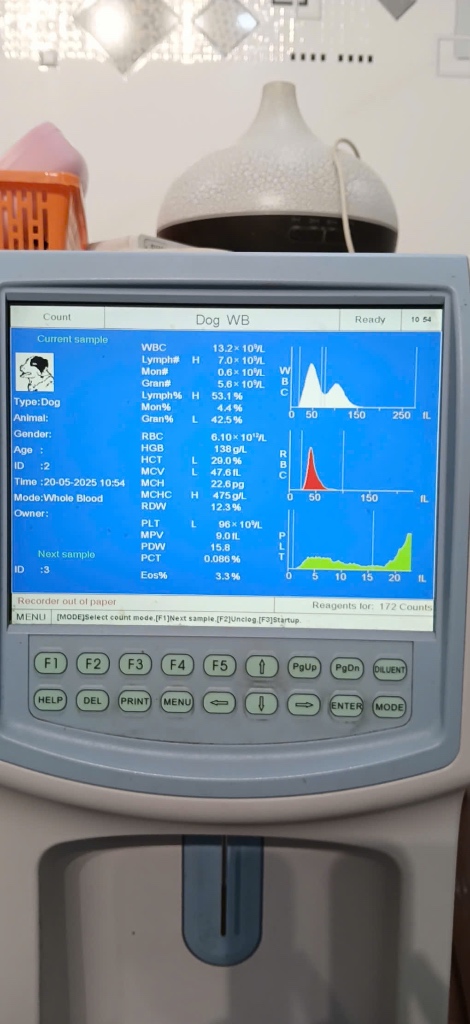 Count Dog WB Ready 10 54
Current sample
WBC 13.2×10⁹/L
Lymph# H 7.0×10⁹/L
Mon# 0.6×10⁹/L
Gran# 5.6×10⁹/L
Lymph% H 53.1 %
Mon% 4.4 %
Gran% L 42.5 %
RBC 6.10×10¹²/L
HGB 138 g/L
HCT L 29.0 %
MCV L 47.6 fL
MCH 22.6 pg
MCHC H 475 g/L
RDW 12.3 %
PLT L 96×10⁹/L
MPV 9.0 fL
PDW 15.8
PCT 0.086 %
Eos% 3.3 %
Type:Dog
Animal:
Gender:
Age :
ID :2
Time :20-05-2025 10:54
Mode:Whole Blood
Owner:
Next sample
ID :3
WBC
0 50 150 250 fL
RBC
0 50 150 fL
PLT
0 5 10 15 20 fL
Recorder out of paper Reagents for: 172 Counts
MENU [MODE]Select count mode,[F1]Next sample,[F2]Unclog,[F3]Startup.
F1 F2 F3 F4 F5 ⇧ PgUp PgDn DILUENT
HELP DEL PRINT MENU ⇦ ⇩ ⇨ ENTER MODE